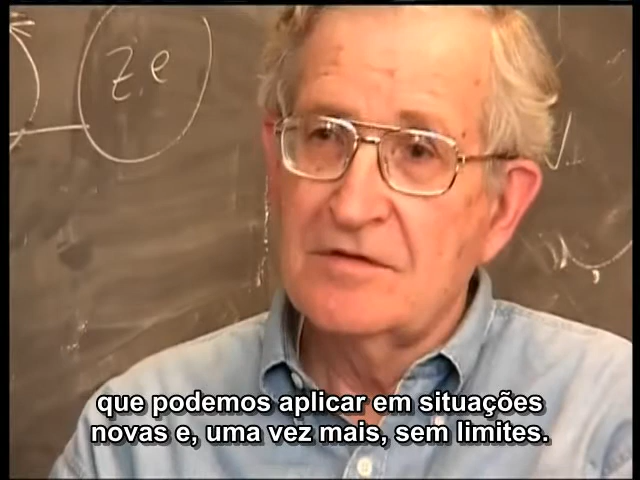 z e
que podemos aplicar em situações
novas e, uma vez mais, sem limites.